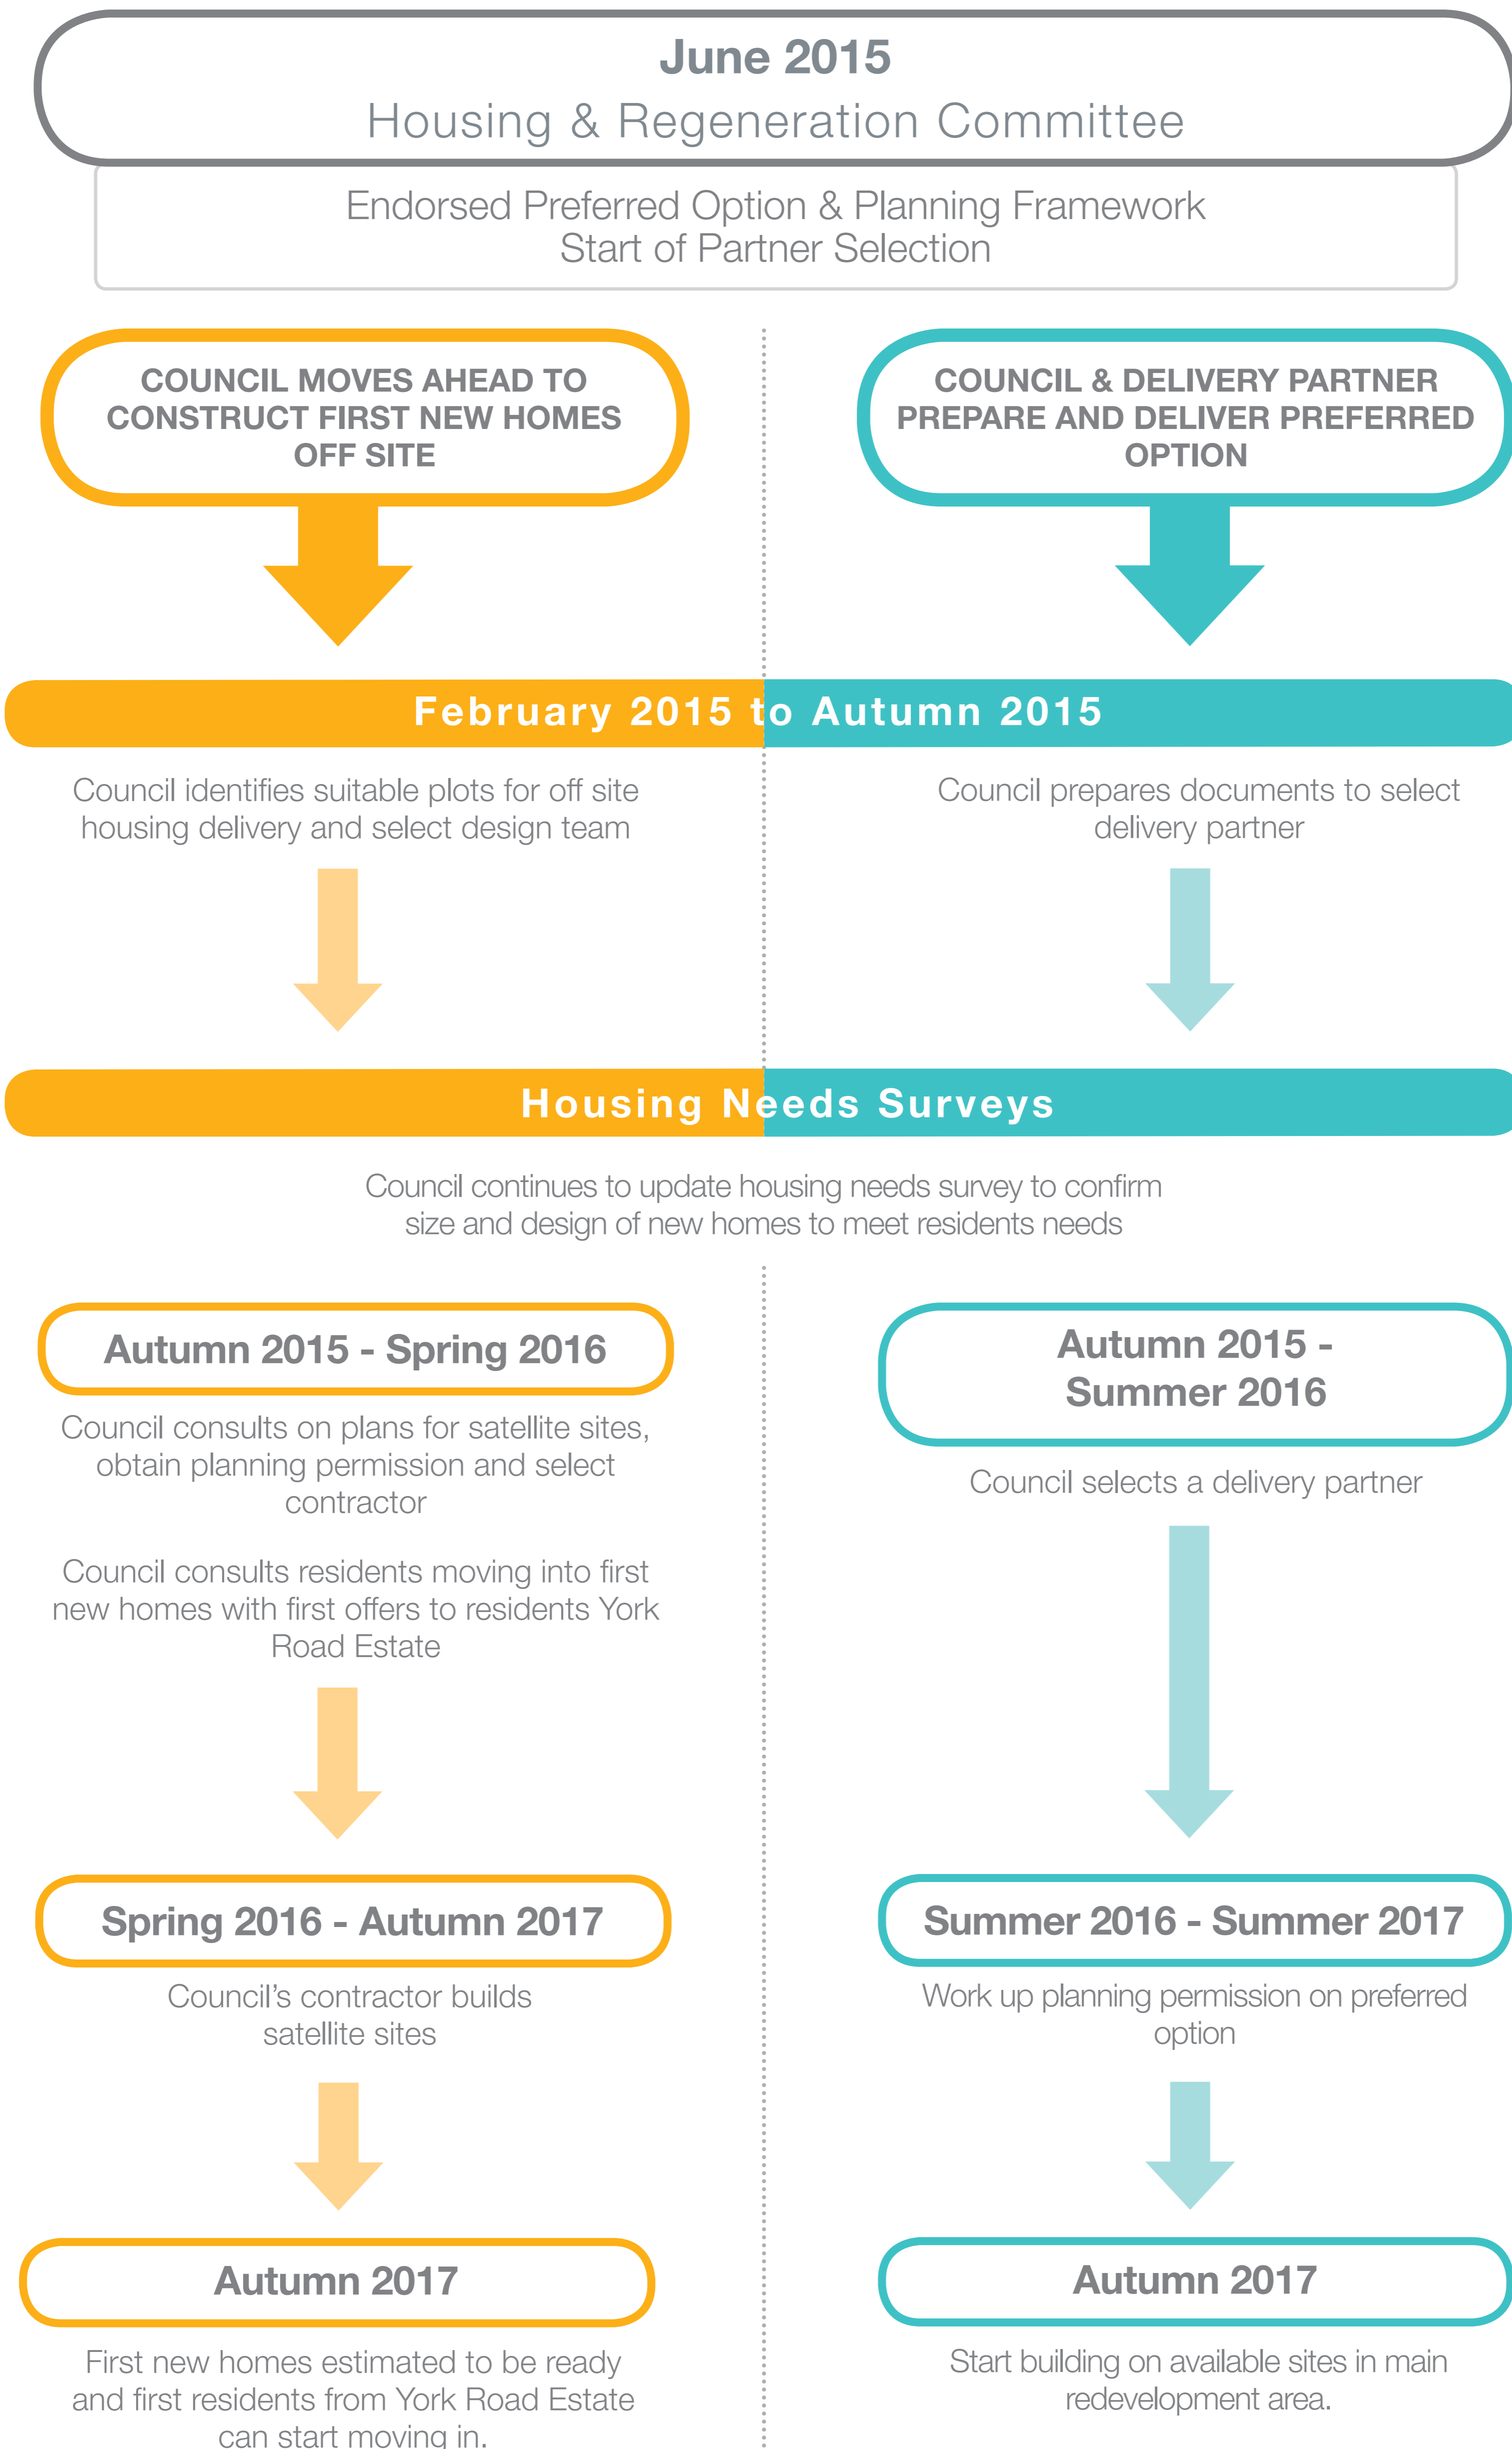 June 2015
Housing & Regeneration Committee
Endorsed Preferred Option & Planning Framework
Start of Partner Selection
COUNCIL MOVES AHEAD TO
CONSTRUCT FIRST NEW HOMES
OFF SITE
COUNCIL & DELIVERY PARTNER
PREPARE AND DELIVER PREFERRED
OPTION
February 2015 to Autumn 2015
Council identifies suitable plots for off site
housing delivery and select design team
Council prepares documents to select
delivery partner
Housing Needs Surveys
Council continues to update housing needs survey to confirm
size and design of new homes to meet residents needs
Autumn 2015 - Spring 2016
Council consults on plans for satellite sites,
obtain planning permission and select
contractor
Council consults residents moving into first
new homes with first offers to residents York
Road Estate
Autumn 2015 -
Summer 2016
Council selects a delivery partner
Spring 2016 - Autumn 2017
Council’s contractor builds
satellite sites
Summer 2016 - Summer 2017
Work up planning permission on preferred
option
Autumn 2017
First new homes estimated to be ready
and first residents from York Road Estate
can start moving in.
Autumn 2017
Start building on available sites in main
redevelopment area.